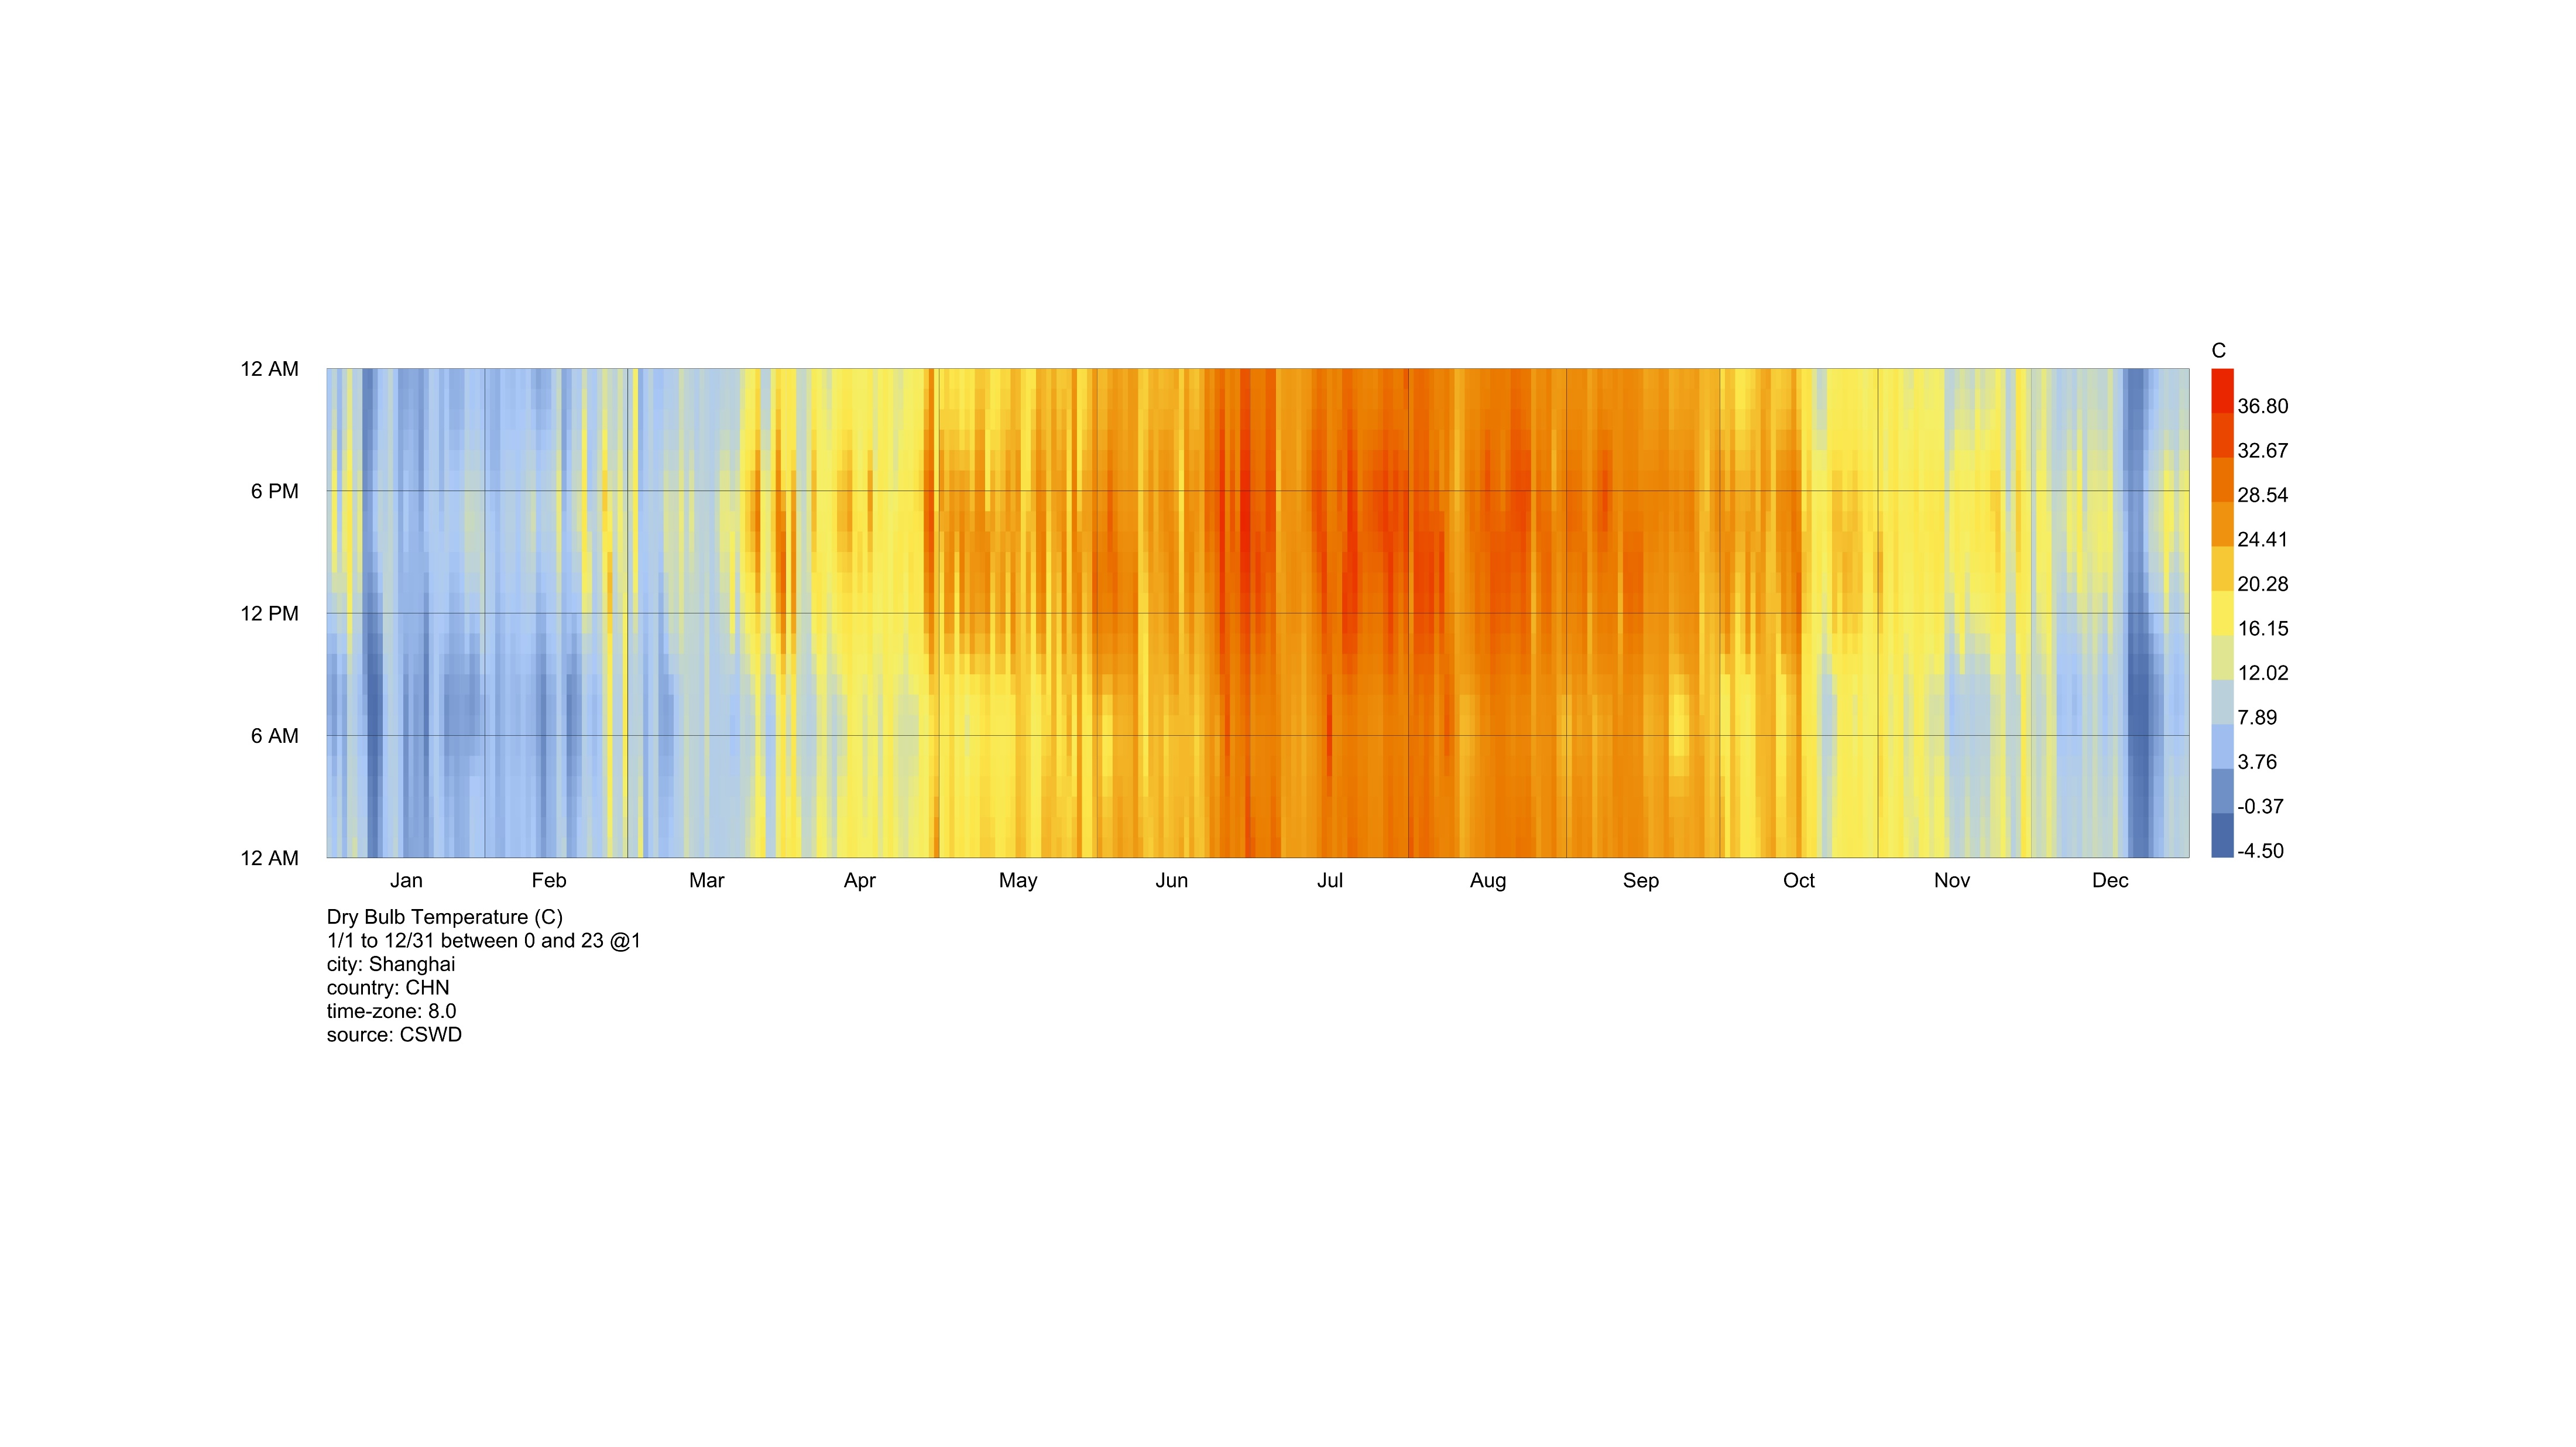 C
12 AM
6 PM
12 PM
6 AM
12 AM
36.80
32.67
28.54
24.41
20.28
16.15
12.02
7.89
3.76
-0.37
-4.50
Jan Feb Mar Apr May Jun Jul Aug Sep Oct Nov Dec
Dry Bulb Temperature (C)
1/1 to 12/31 between 0 and 23 @1
city: Shanghai
country: CHN
time-zone: 8.0
source: CSWD